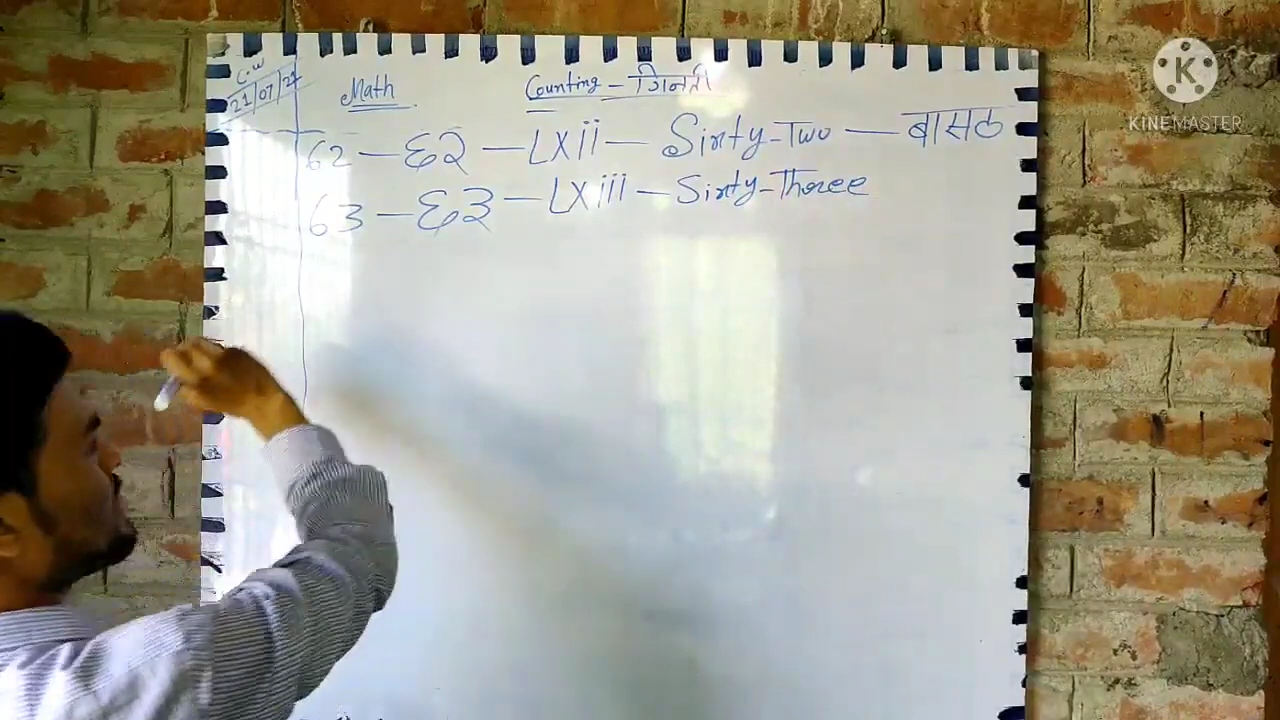 C.W
21/07/21
Math
Counting - गिनती
62 - ६२ - Lxii - Sixty-Two - बासठ
63 - ६३ - Lxiii - Sixty-Three
KINEMASTER